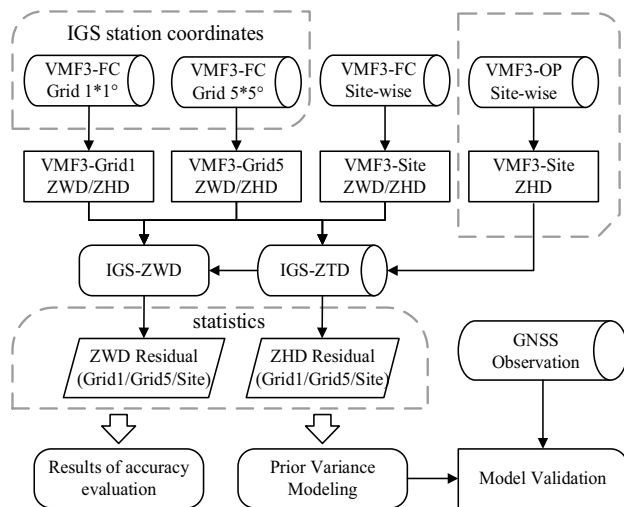 IGS station coordinates
VMF3-FC
Grid 1*1°
VMF3-FC
Grid 5*5°
VMF3-FC
Site-wise
VMF3-OP
Site-wise
VMF3-Grid1
ZWD/ZHD
VMF3-Grid5
ZWD/ZHD
VMF3-Site
ZWD/ZHD
VMF3-Site
ZHD
IGS-ZWD
IGS-ZTD
statistics
ZWD Residual
(Grid1/Grid5/Site)
ZHD Residual
(Grid1/Grid5/Site)
GNSS
Observation
Results of accuracy
evaluation
Prior Variance
Modeling
Model Validation